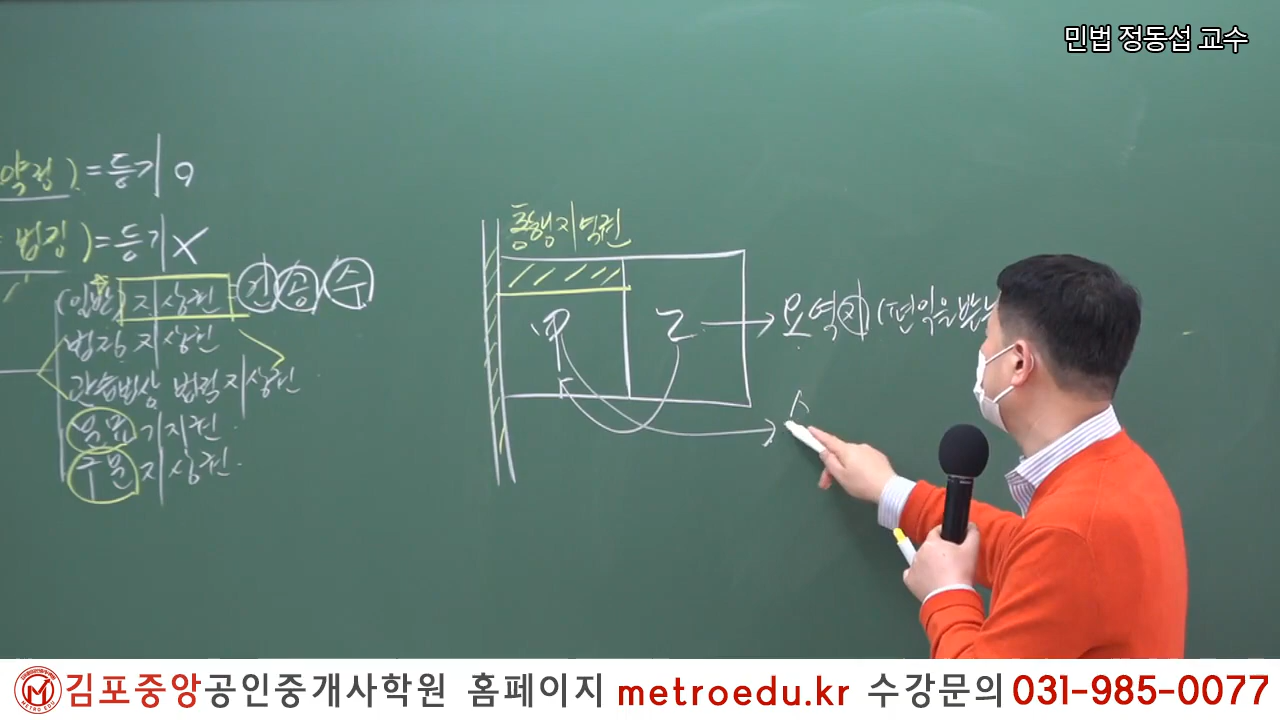 민법 정동섭 교수
약정) = 등기 o
법정) = 등기 X
(일반) 지상권 = 건 공 수
법정 지상권
관습법상 법정 지상권
분묘 기지권
구분 지상권
통행지역권
甲 乙 → 요역지 (편익을 받는
김포중앙공인중개사학원 홈페이지 metroedu.kr 수강문의 031-985-0077
METRO EDU